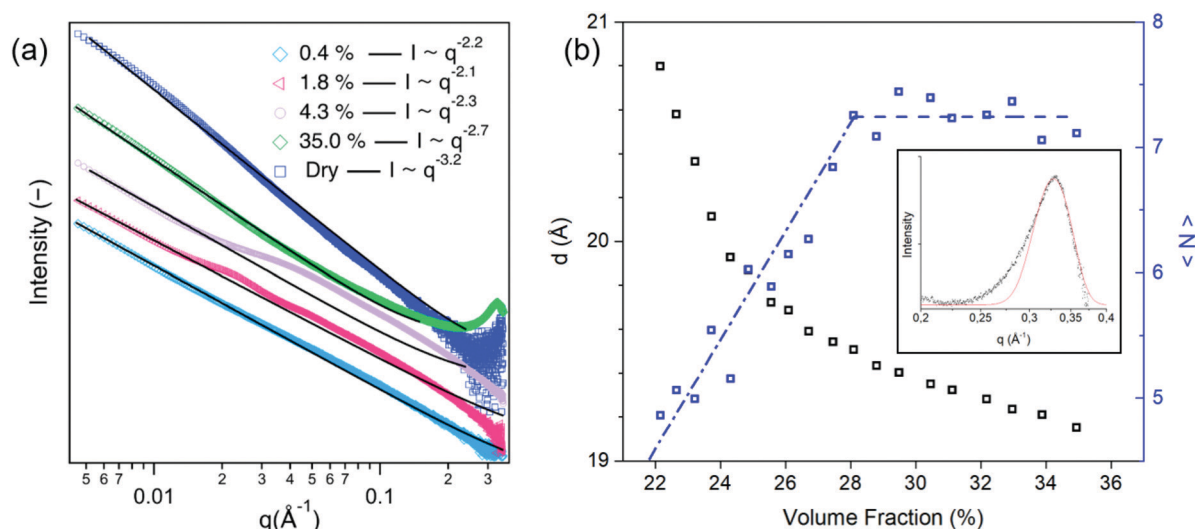 (a)
0.4 % — I ~ q^-2.2
1.8 % — I ~ q^-2.1
4.3 % — I ~ q^-2.3
35.0 % — I ~ q^-2.7
Dry — I ~ q^-3.2
Intensity (−)
5 6 7 2 3 4 5 6 7 2 3
0.01 0.1
q(Å^-1)
(b)
21
20
19
d (Å)
22 24 26 28 30 32 34 36
Volume Fraction (%)
8
7
6
5
< N >
Intensity
0,2 0,25 0,3 0,35 0,4
q (Å^-1)